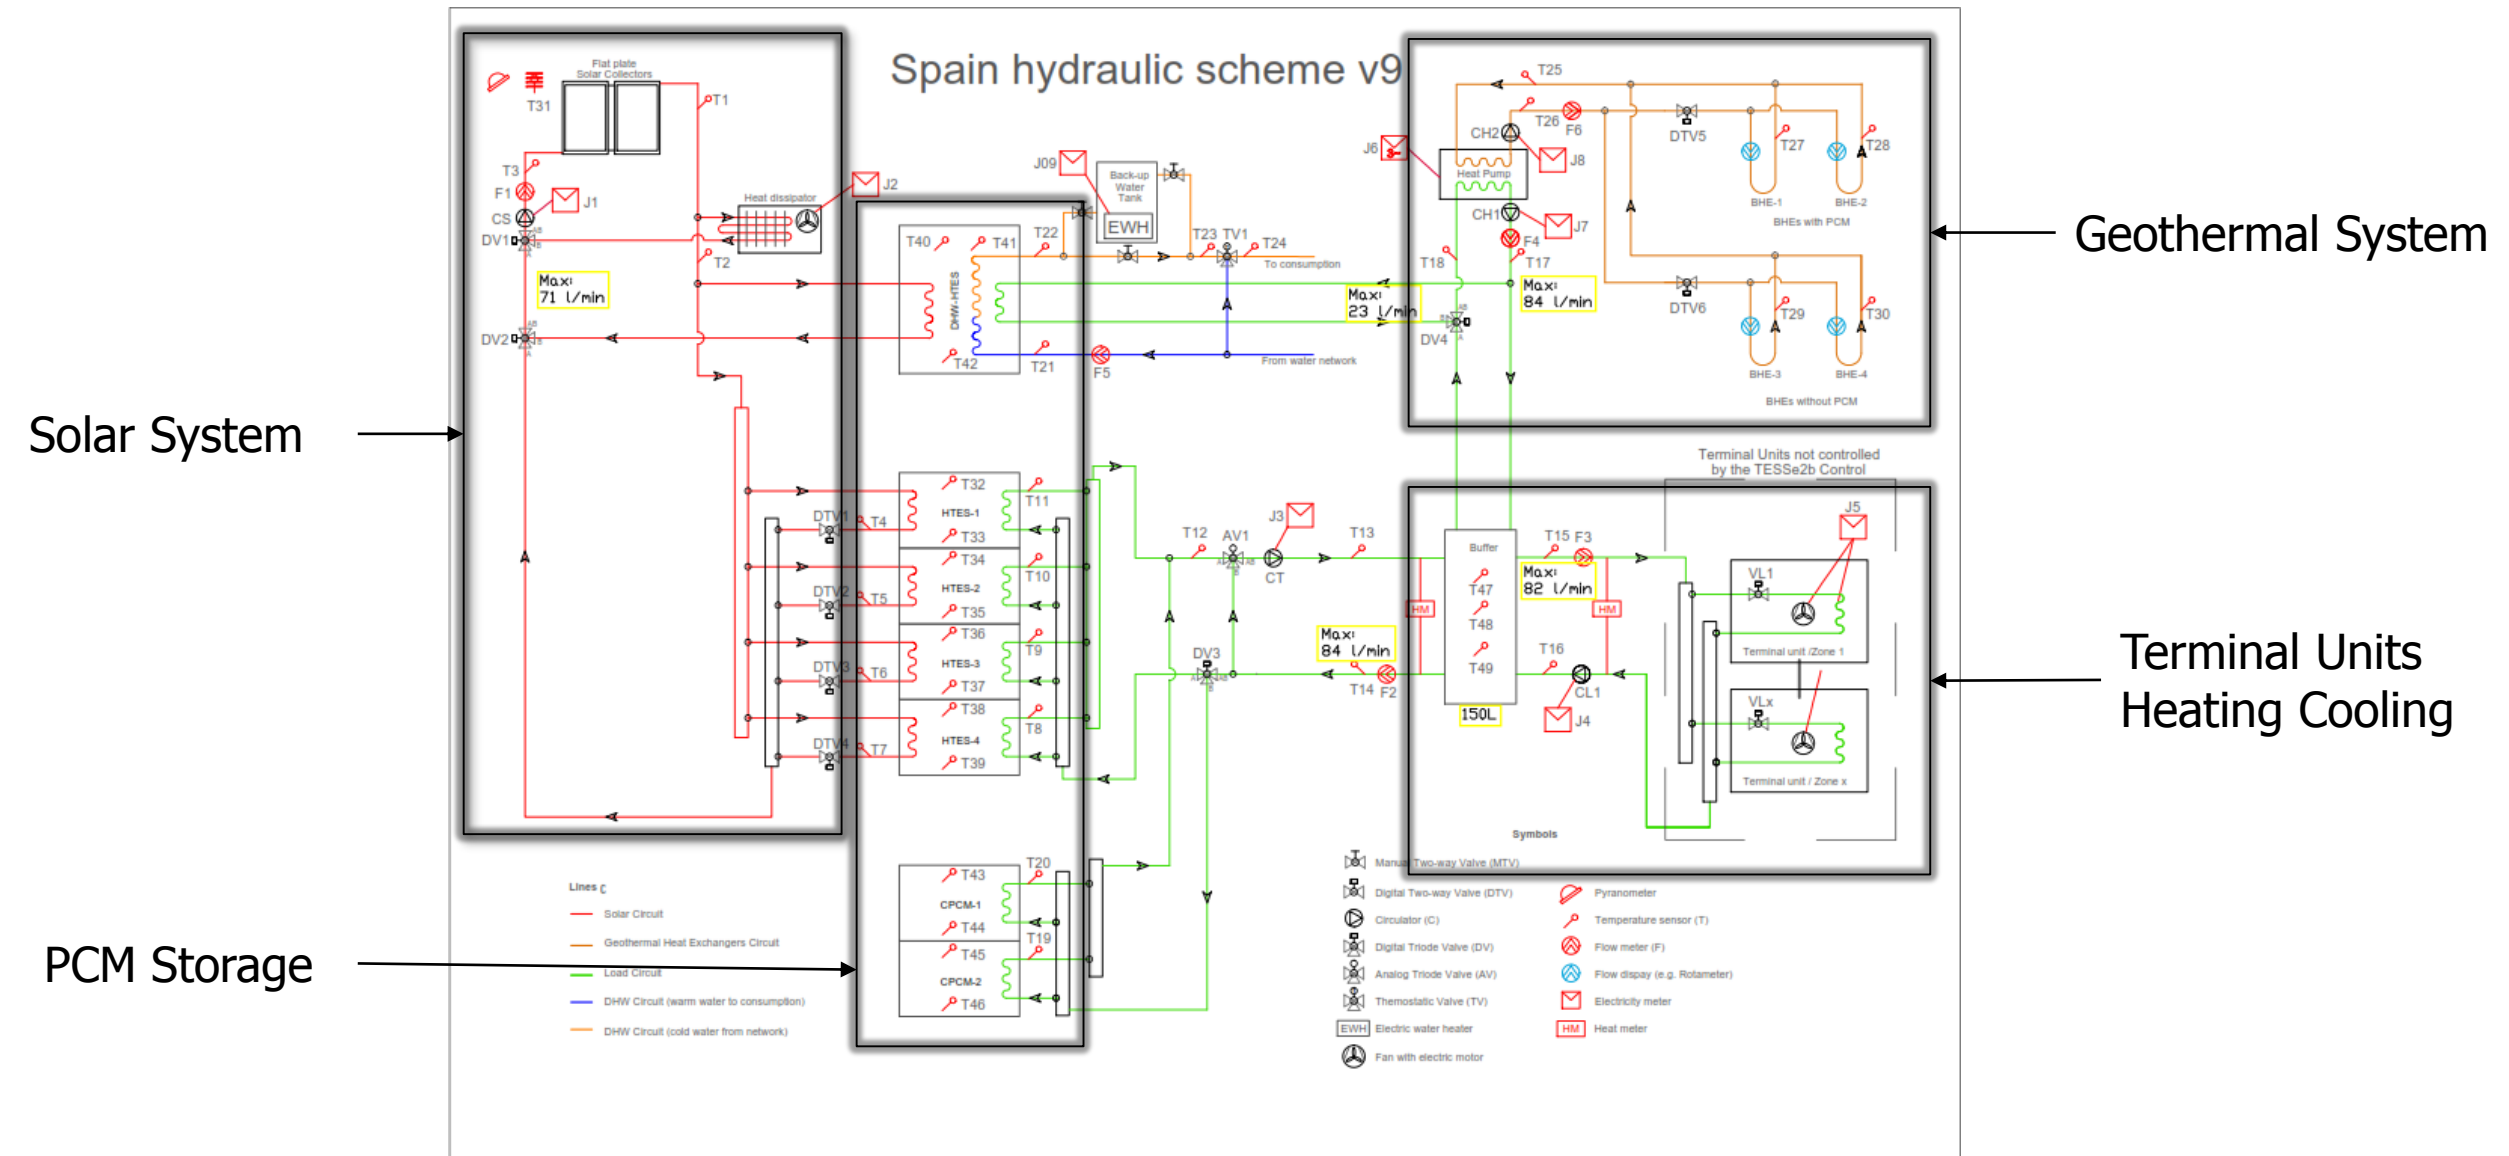 Spain hydraulic scheme v9
Solar System
PCM Storage
Geothermal System
Terminal Units
Heating Cooling
Flat plate
Solar Collectors
T31
T1
T3
F1
J1
CS
DV1
AB
B
A
Heat dissipator
J2
T2
Max:
71 l/min
DV2
AB
B
A
DTV1
T4
DTV2
T5
DTV3
T6
DTV4
T7
J09
Back-up
Water
Tank
EWH
T40
T41
T22
T23
TV1
T24
To consumption
DHW-HTES
T42
T21
F5
From water network
Max:
23 l/min
T32
HTES-1
T33
T11
T34
HTES-2
T35
T10
T36
HTES-3
T37
T9
T38
HTES-4
T39
T8
T43
CPCM-1
T44
T20
T45
CPCM-2
T46
T19
T12
AV1
A
AB
B
J3
CT
T13
DV3
A
AB
B
Max:
84 l/min
T14
F2
T25
T26
F6
CH2
J6
J8
Heat Pump
CH1
J7
F4
T18
T17
Max:
84 l/min
DV4
AB
B
A
DTV5
T27
T28
BHE-1
BHE-2
BHEs with PCM
DTV6
T29
T30
BHE-3
BHE-4
BHEs without PCM
Terminal Units not controlled
by the TESSe2b Control
Buffer
T47
T48
T49
150L
HM
T15
F3
Max:
82 l/min
HM
T16
CL1
J4
J5
VL1
Terminal unit /Zone 1
VLx
Terminal unit / Zone x
Lines
Solar Circuit
Geothermal Heat Exchangers Circuit
Load Circuit
DHW Circuit (warm water to consumption)
DHW Circuit (cold water from network)
Symbols
Manual Two-way Valve (MTV)
Digital Two-way Valve (DTV)
Circulator (C)
Digital Triode Valve (DV)
Analog Triode Valve (AV)
Themostatic Valve (TV)
EWH Electric water heater
Fan with electric motor
Pyranometer
Temperature sensor (T)
Flow meter (F)
Flow dispay (e.g. Rotameter)
Electricity meter
HM Heat meter